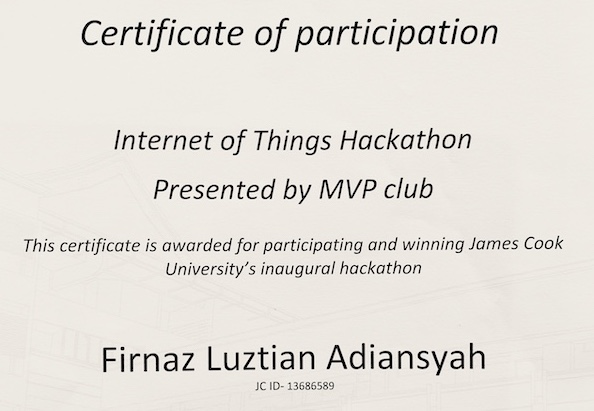 Certificate of participation
Internet of Things Hackathon
Presented by MVP club
This certificate is awarded for participating and winning James Cook
University's inaugural hackathon
Firnaz Luztian Adiansyah
JC ID- 13686589